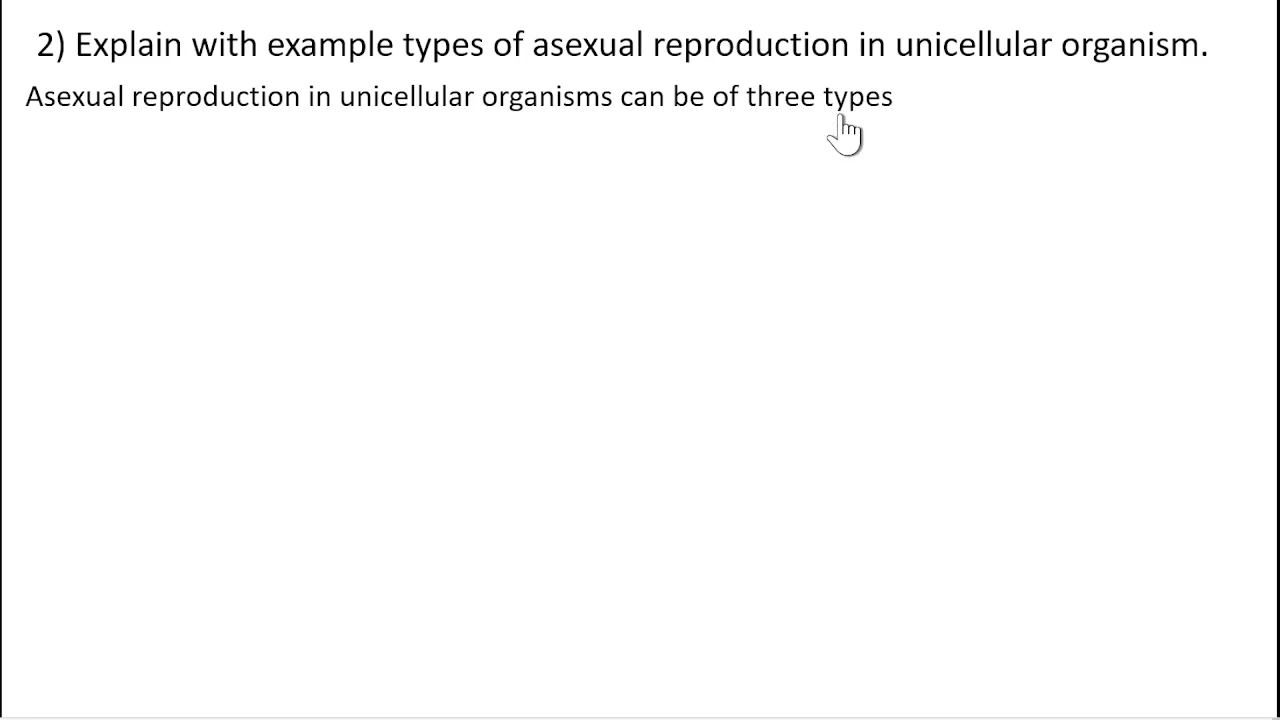 2) Explain with example types of asexual reproduction in unicellular organism.
Asexual reproduction in unicellular organisms can be of three types